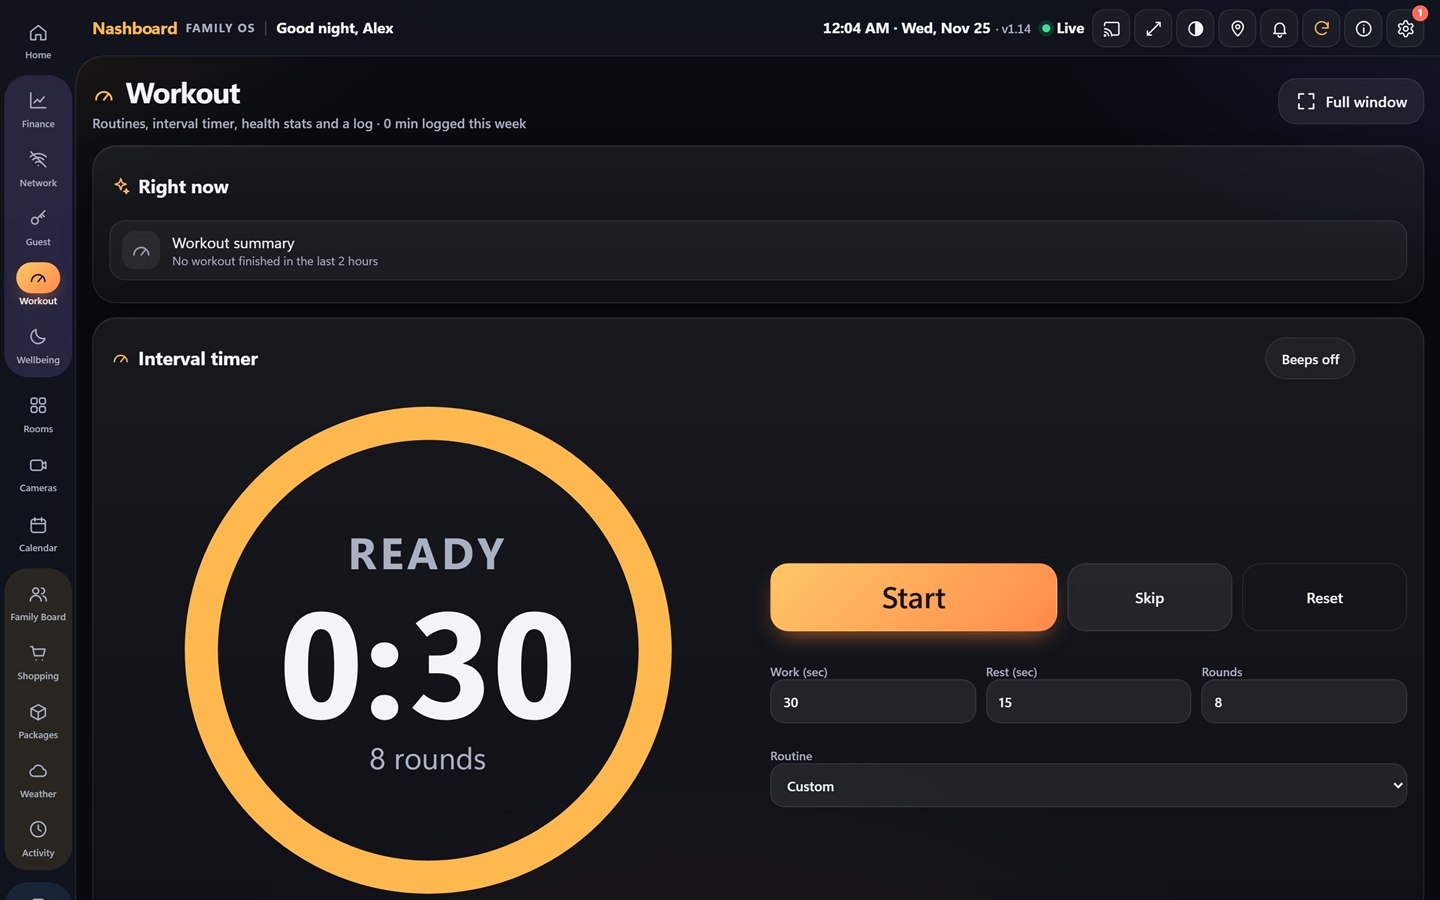 Nashboard FAMILY OS Good night, Alex
12:04 AM · Wed, Nov 25 · v1.14 Live
1
Home
Finance
Network
Guest
Workout
Wellbeing
Rooms
Cameras
Calendar
Family Board
Shopping
Packages
Weather
Activity
Workout
Routines, interval timer, health stats and a log · 0 min logged this week
Full window
Right now
Workout summary
No workout finished in the last 2 hours
Interval timer
Beeps off
READY
0:30
8 rounds
Start
Skip
Reset
Work (sec)
Rest (sec)
Rounds
30
15
8
Routine
Custom